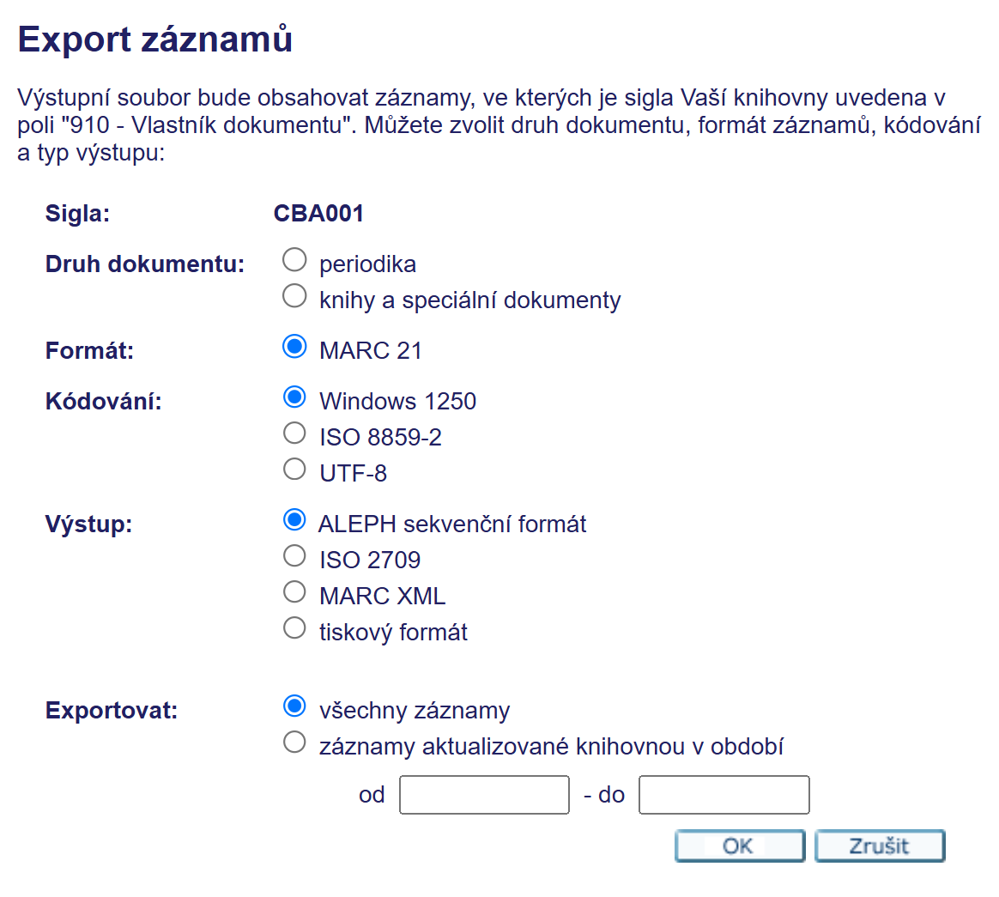 Export záznamů
Výstupní soubor bude obsahovat záznamy, ve kterých je sigla Vaší knihovny uvedena v
poli "910 - Vlastník dokumentu". Můžete zvolit druh dokumentu, formát záznamů, kódování
a typ výstupu:
Sigla: CBA001
Druh dokumentu: periodika
knihy a speciální dokumenty
Formát: MARC 21
Kódování: Windows 1250
ISO 8859-2
UTF-8
Výstup: ALEPH sekvenční formát
ISO 2709
MARC XML
tiskový formát
Exportovat: všechny záznamy
záznamy aktualizované knihovnou v období
od - do
OK Zrušit